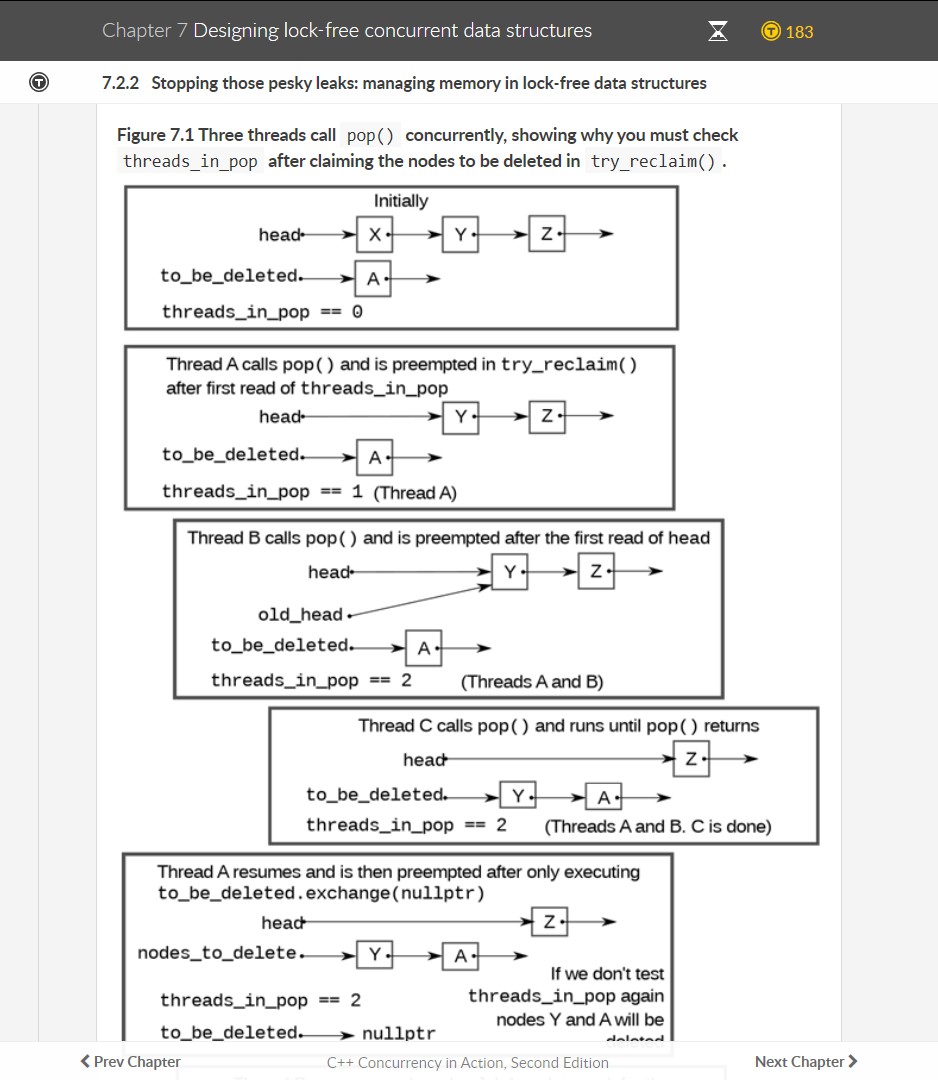 Chapter 7 Designing lock-free concurrent data structures
183
7.2.2 Stopping those pesky leaks: managing memory in lock-free data structures
Figure 7.1 Three threads call pop() concurrently, showing why you must check
threads_in_pop after claiming the nodes to be deleted in try_reclaim() .
Initially
head X Y Z
to_be_deleted A
threads_in_pop == 0
Thread A calls pop() and is preempted in try_reclaim()
after first read of threads_in_pop
head Y Z
to_be_deleted A
threads_in_pop == 1 (Thread A)
Thread B calls pop() and is preempted after the first read of head
head Y Z
old_head
to_be_deleted A
threads_in_pop == 2 (Threads A and B)
Thread C calls pop() and runs until pop() returns
head Z
to_be_deleted Y A
threads_in_pop == 2 (Threads A and B. C is done)
Thread A resumes and is then preempted after only executing
to_be_deleted.exchange(nullptr)
head Z
nodes_to_delete Y A
If we don't test
threads_in_pop == 2
threads_in_pop again
nodes Y and A will be
to_be_deleted nullptr
deleted
Prev Chapter
C++ Concurrency in Action, Second Edition
Next Chapter